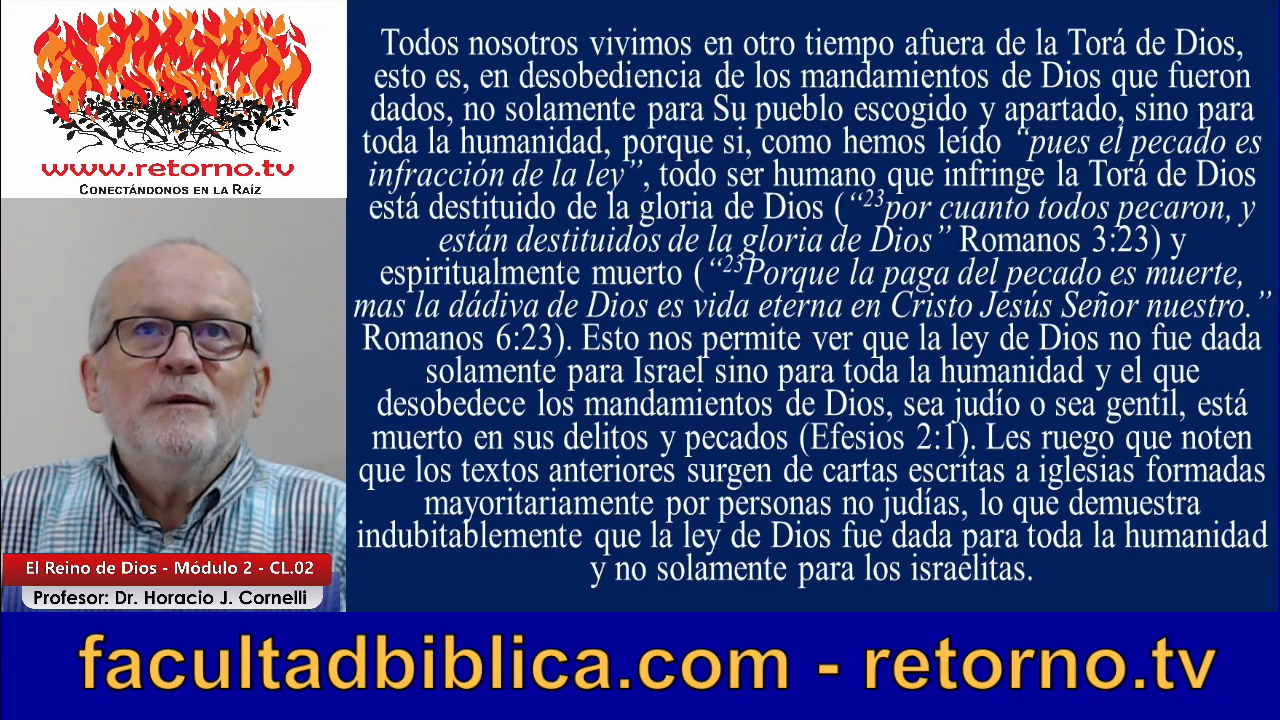 www.retorno.tv
CONECTÁNDONOS EN LA RAÍZ
Todos nosotros vivimos en otro tiempo afuera de la Torá de Dios,
esto es, en desobediencia de los mandamientos de Dios que fueron
dados, no solamente para Su pueblo escogido y apartado, sino para
toda la humanidad, porque si, como hemos leído “pues el pecado es
infracción de la ley”, todo ser humano que infringe la Torá de Dios
está destituido de la gloria de Dios (“23por cuanto todos pecaron, y
están destituidos de la gloria de Dios” Romanos 3:23) y
espiritualmente muerto (“23Porque la paga del pecado es muerte,
mas la dádiva de Dios es vida eterna en Cristo Jesús Señor nuestro.”
Romanos 6:23). Esto nos permite ver que la ley de Dios no fue dada
solamente para Israel sino para toda la humanidad y el que
desobedece los mandamientos de Dios, sea judío o sea gentil, está
muerto en sus delitos y pecados (Efesios 2:1). Les ruego que noten
que los textos anteriores surgen de cartas escritas a iglesias formadas
mayoritariamente por personas no judías, lo que demuestra
indubitablemente que la ley de Dios fue dada para toda la humanidad
y no solamente para los israelitas.
El Reino de Dios - Módulo 2 - CL.02
Profesor: Dr. Horacio J. Cornelli
facultadbiblica.com - retorno.tv